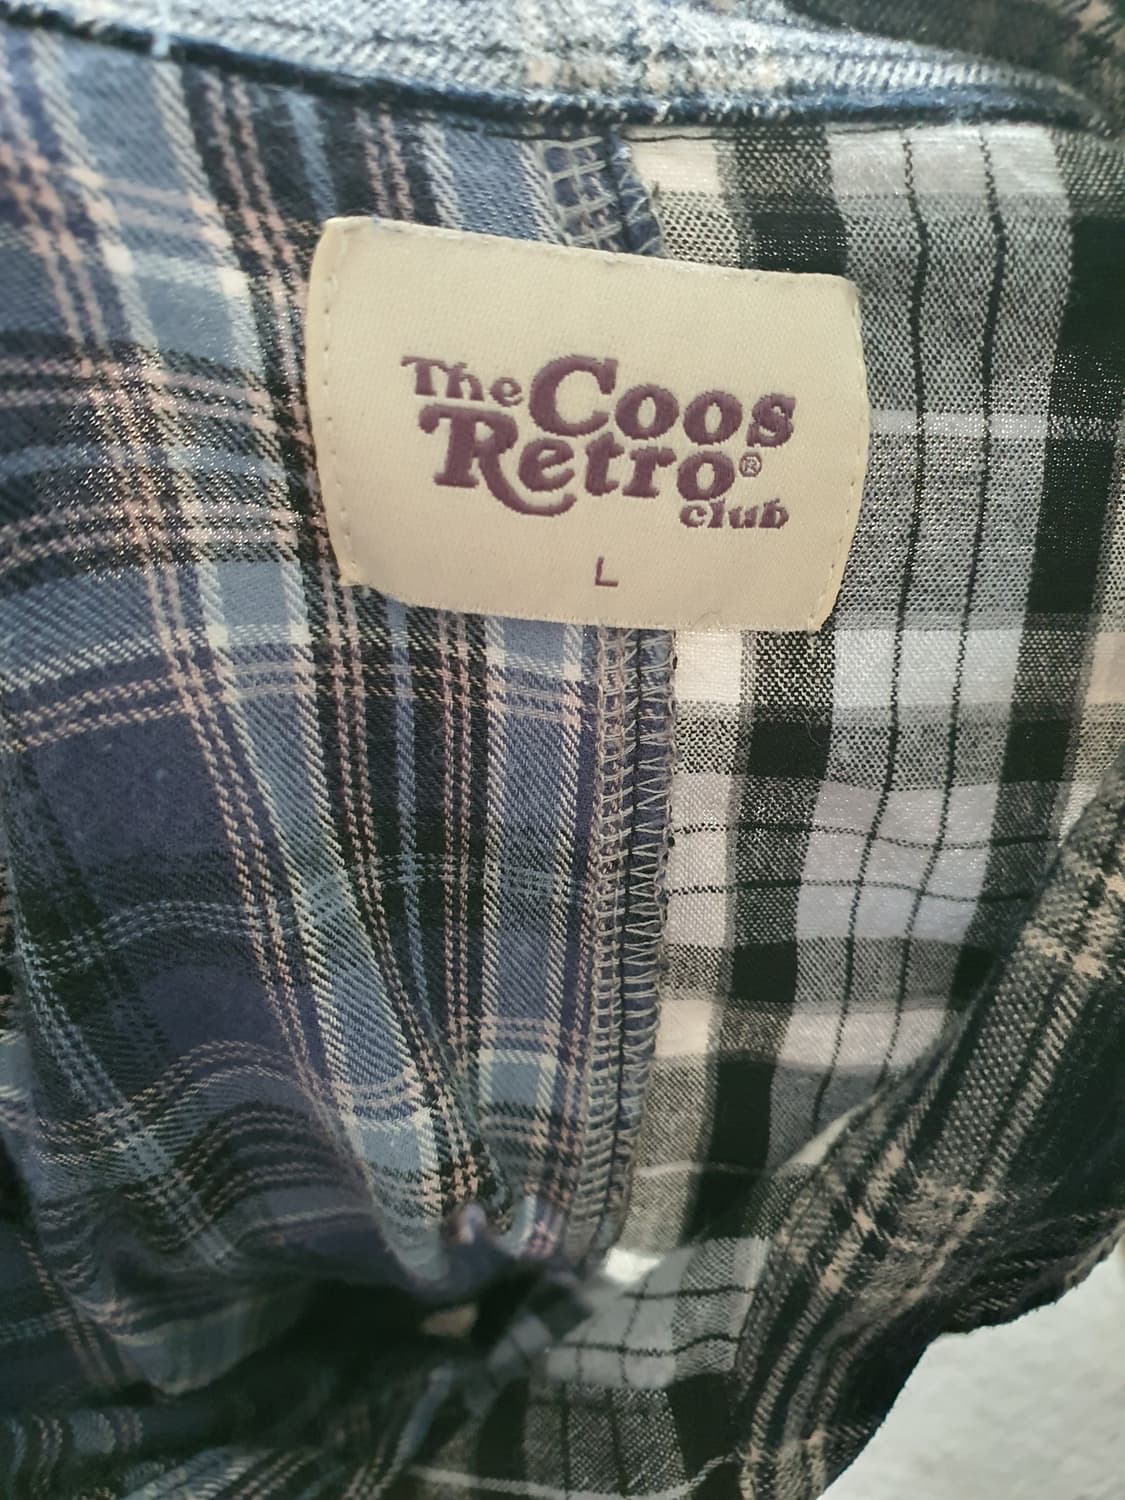 The Coos
Retro®
club
L